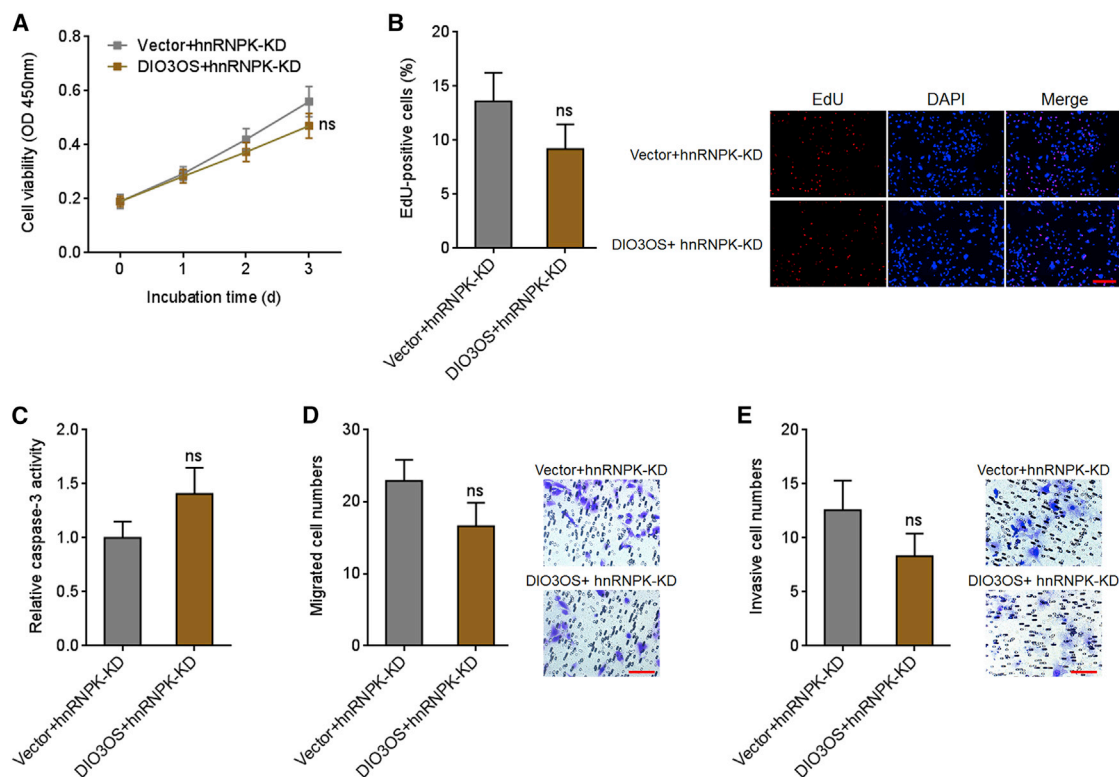 A
Cell viability (OD 450nm)
0.8
0.6
0.4
0.2
0.0
Vector+hnRNPK-KD
DIO3OS+hnRNPK-KD
ns
0 1 2 3
Incubation time (d)
B
EdU-positive cells (%)
20
15
10
5
0
ns
Vector+hnRNPK-KD
DIO3OS+hnRNPK-KD
EdU DAPI Merge
Vector+hnRNPK-KD
DIO3OS+ hnRNPK-KD
C
Relative caspase-3 activity
2.0
1.5
1.0
0.5
0.0
ns
Vector+hnRNPK-KD
DIO3OS+hnRNPK-KD
D
Migrated cell numbers
30
20
10
0
ns
Vector+hnRNPK-KD
DIO3OS+hnRNPK-KD
Vector+hnRNPK-KD
DIO3OS+ hnRNPK-KD
E
Invasive cell numbers
20
15
10
5
0
ns
Vector+hnRNPK-KD
DIO3OS+hnRNPK-KD
Vector+hnRNPK-KD
DIO3OS+ hnRNPK-KD